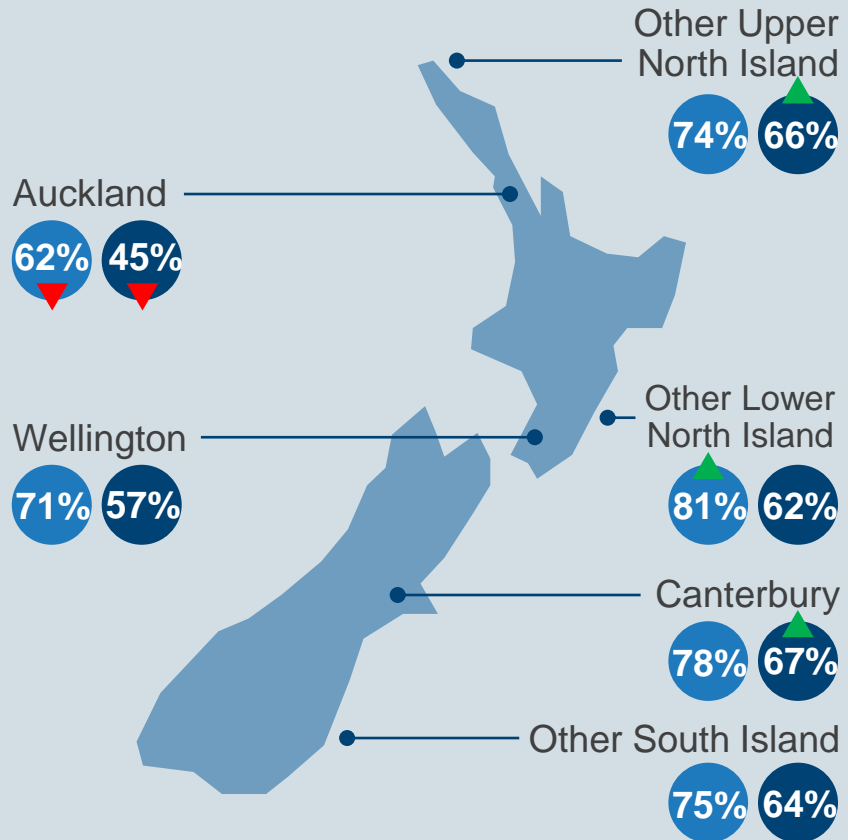 Other Upper
North Island
74% 66%
Auckland
62% 45%
Other Lower
North Island
Wellington
81% 62%
71% 57%
Canterbury
78% 67%
Other South Island
75% 64%